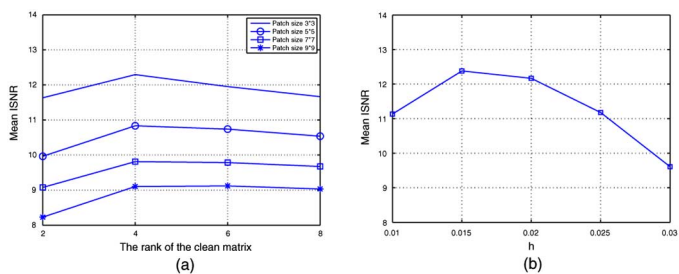 14
13
12
11
10
9
8
Mean ISNR
Patch size 3*3
Patch size 5*5
Patch size 7*7
Patch size 9*9
2
4
6
8
The rank of the clean matrix
(a)
14
13
12
11
10
9
8
Mean ISNR
0.01
0.015
0.02
0.025
0.03
h
(b)